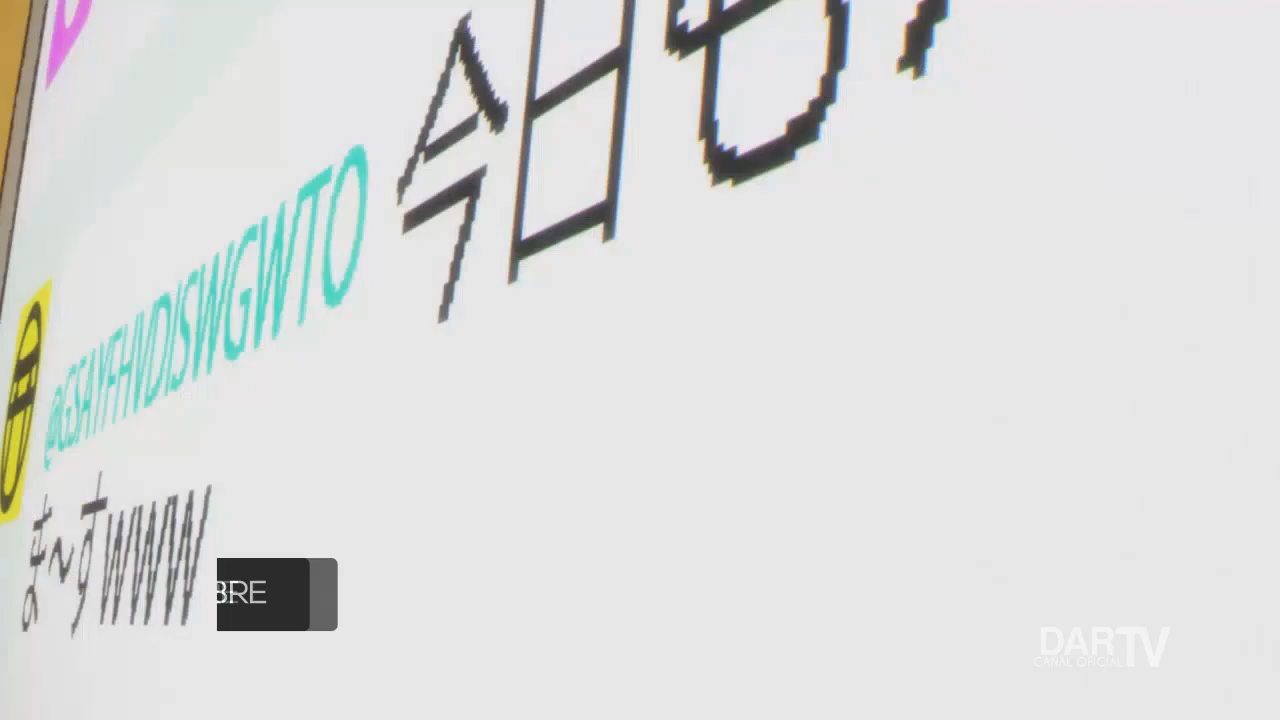 今日も
@GSAYFHVDISWGWTO
ま〜すwww
BRE
DARTV
CANAL OFICIAL